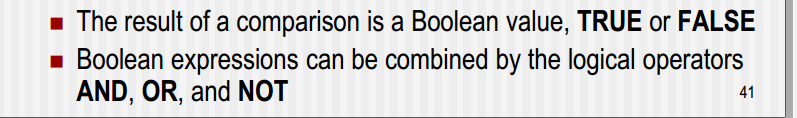 ■ The result of a comparison is a Boolean value, TRUE or FALSE
■ Boolean expressions can be combined by the logical operators
AND, OR, and NOT
41